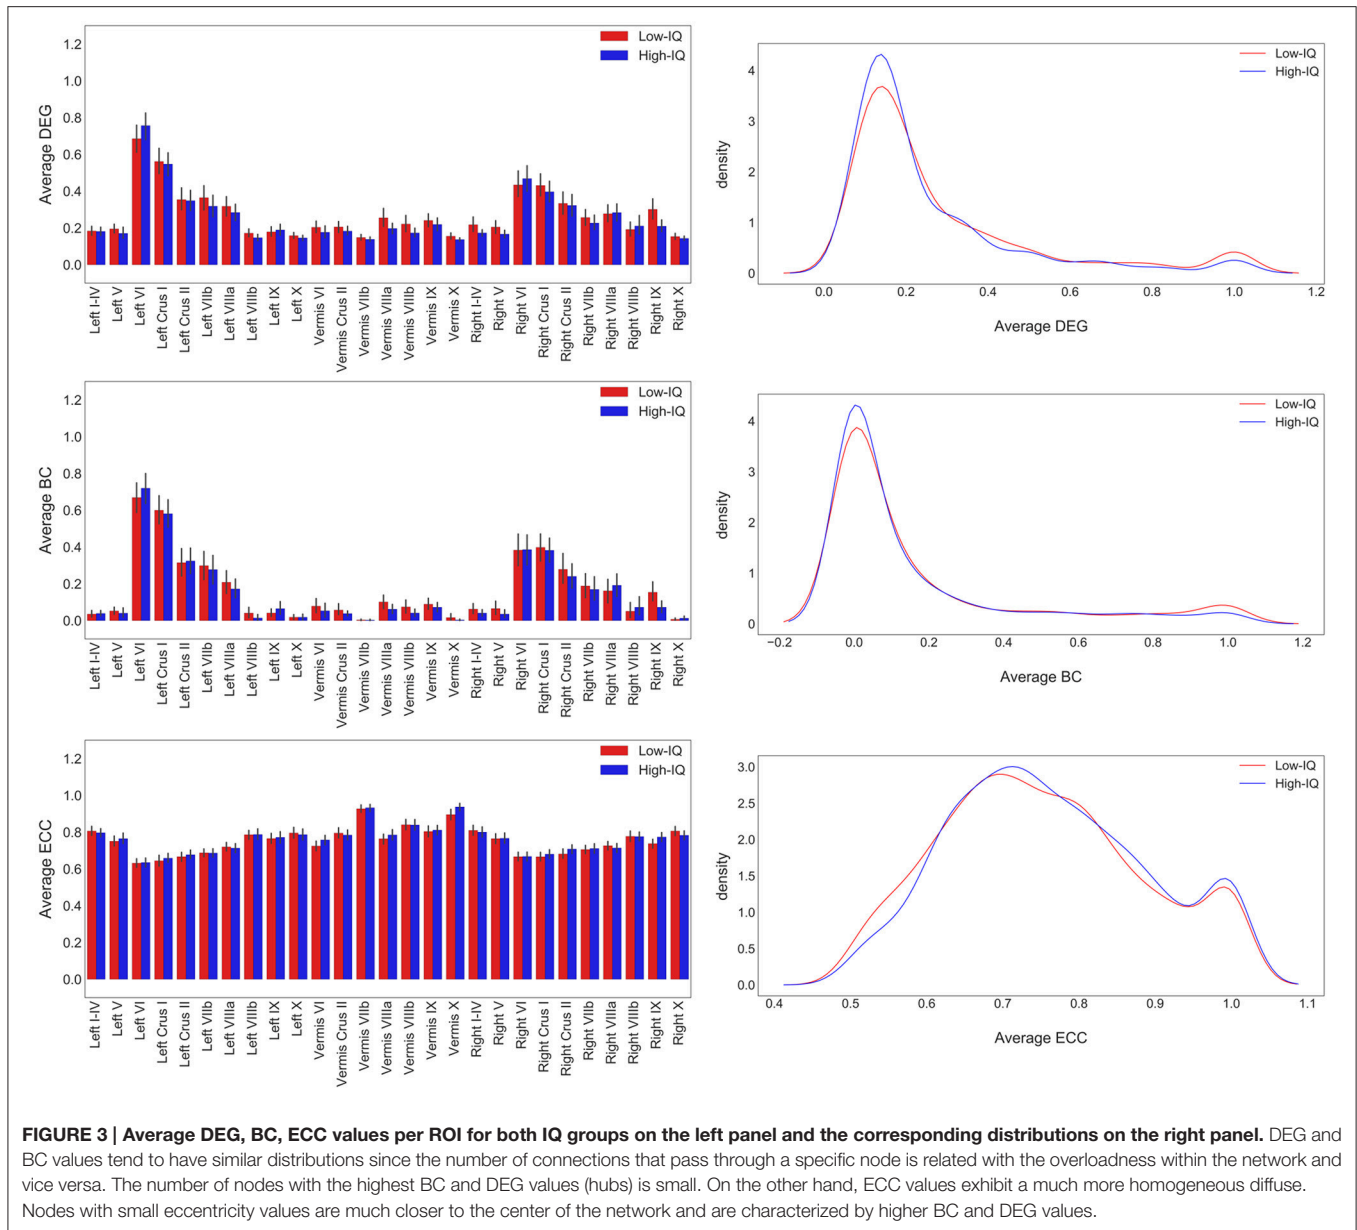 Low-IQ
High-IQ
Average DEG
1.2
1.0
0.8
0.6
0.4
0.2
0.0
Left I-IV
Left V
Left VI
Left Crus I
Left Crus II
Left VIIb
Left VIIIa
Left VIIIb
Left IX
Left X
Vermis VI
Vermis Crus II
Vermis VIIb
Vermis VIIIa
Vermis VIIIb
Vermis IX
Vermis X
Right I-IV
Right V
Right VI
Right Crus I
Right Crus II
Right VIIb
Right VIIIa
Right VIIIb
Right IX
Right X
Low-IQ
High-IQ
density
4
3
2
1
0
0.0 0.2 0.4 0.6 0.8 1.0 1.2
Average DEG
Low-IQ
High-IQ
Average BC
1.2
1.0
0.8
0.6
0.4
0.2
0.0
Left I-IV
Left V
Left VI
Left Crus I
Left Crus II
Left VIIb
Left VIIIa
Left VIIIb
Left IX
Left X
Vermis VI
Vermis Crus II
Vermis VIIb
Vermis VIIIa
Vermis VIIIb
Vermis IX
Vermis X
Right I-IV
Right V
Right VI
Right Crus I
Right Crus II
Right VIIb
Right VIIIa
Right VIIIb
Right IX
Right X
Low-IQ
High-IQ
density
4
3
2
1
0
−0.2 0.0 0.2 0.4 0.6 0.8 1.0 1.2
Average BC
Low-IQ
High-IQ
Average ECC
1.2
1.0
0.8
0.6
0.4
0.2
0.0
Left I-IV
Left V
Left VI
Left Crus I
Left Crus II
Left VIIb
Left VIIIa
Left VIIIb
Left IX
Left X
Vermis VI
Vermis Crus II
Vermis VIIb
Vermis VIIIa
Vermis VIIIb
Vermis IX
Vermis X
Right I-IV
Right V
Right VI
Right Crus I
Right Crus II
Right VIIb
Right VIIIa
Right VIIIb
Right IX
Right X
Low-IQ
High-IQ
density
3.0
2.5
2.0
1.5
1.0
0.5
0.0
0.4 0.5 0.6 0.7 0.8 0.9 1.0 1.1
Average ECC
FIGURE 3 | Average DEG, BC, ECC values per ROI for both IQ groups on the left panel and the corresponding distributions on the right panel. DEG and
BC values tend to have similar distributions since the number of connections that pass through a specific node is related with the overloadness within the network and
vice versa. The number of nodes with the highest BC and DEG values (hubs) is small. On the other hand, ECC values exhibit a much more homogeneous diffuse.
Nodes with small eccentricity values are much closer to the center of the network and are characterized by higher BC and DEG values.